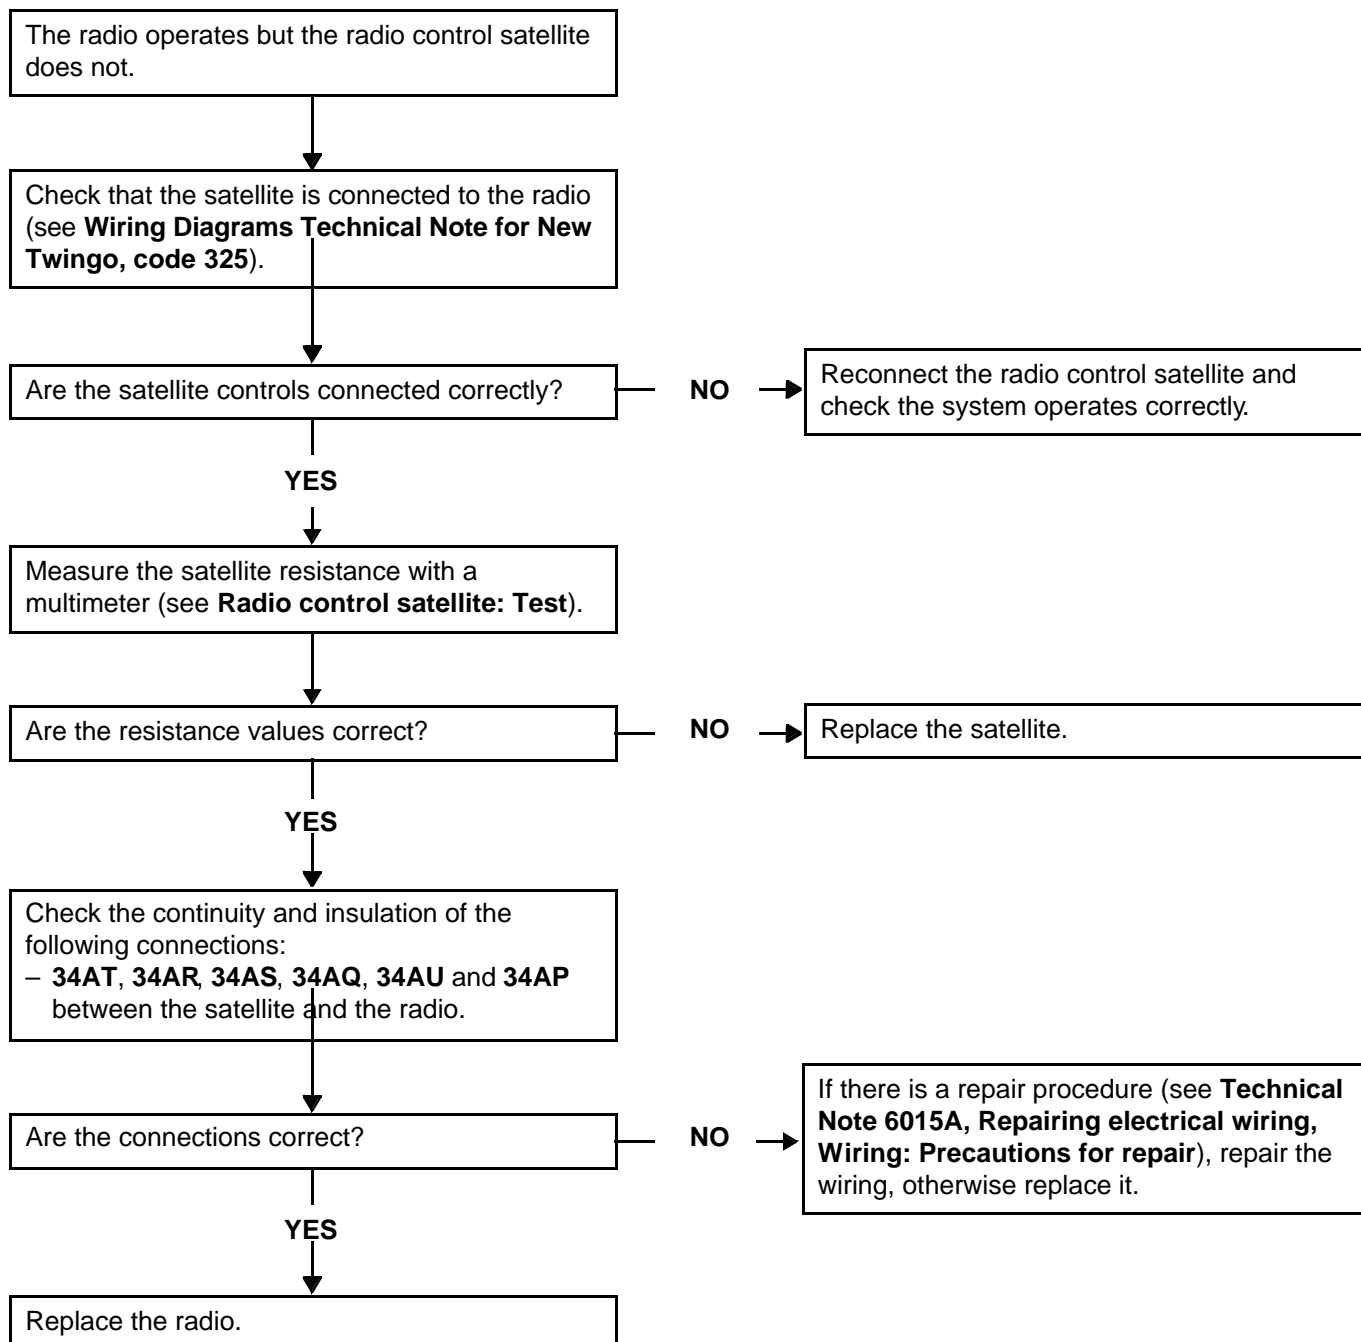 The radio operates but the radio control satellite
does not.
Check that the satellite is connected to the radio
(see Wiring Diagrams Technical Note for New
Twingo, code 325).
Are the satellite controls connected correctly?
NO
Reconnect the radio control satellite and
check the system operates correctly.
YES
Measure the satellite resistance with a
multimeter (see Radio control satellite: Test).
Are the resistance values correct?
NO
Replace the satellite.
YES
Check the continuity and insulation of the
following connections:
– 34AT, 34AR, 34AS, 34AQ, 34AU and 34AP
between the satellite and the radio.
Are the connections correct?
NO
If there is a repair procedure (see Technical
Note 6015A, Repairing electrical wiring,
Wiring: Precautions for repair), repair the
wiring, otherwise replace it.
YES
Replace the radio.